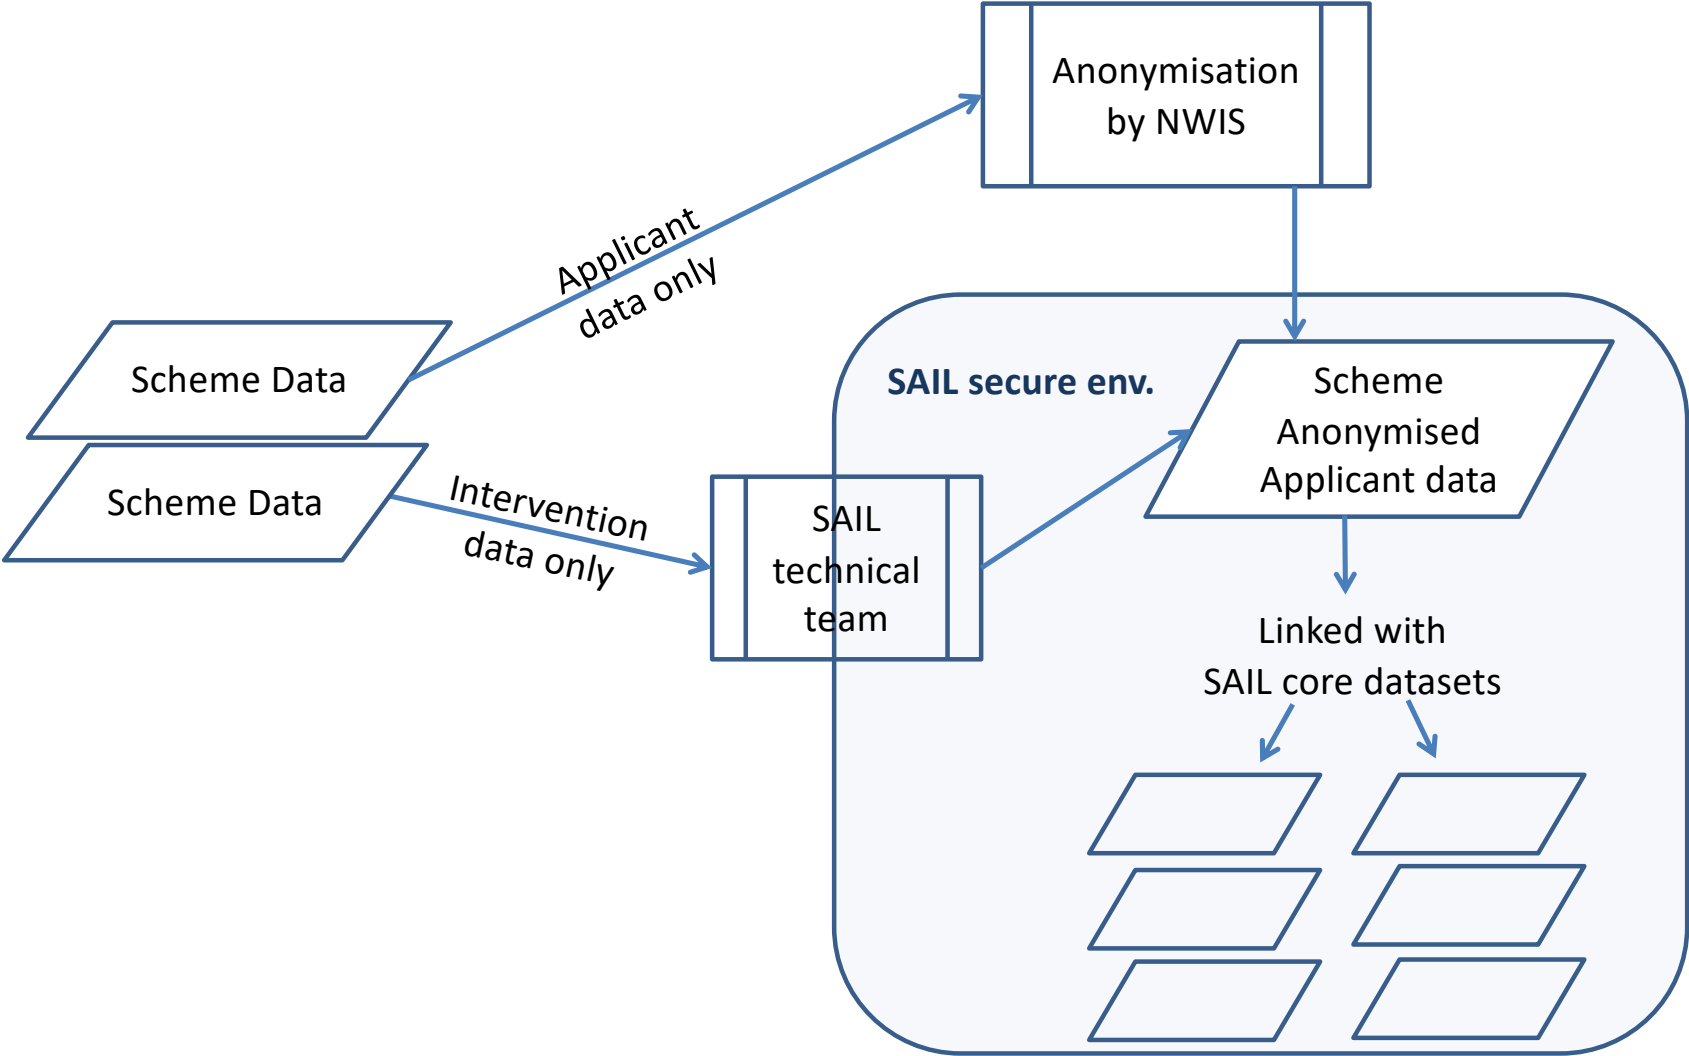 Anonymisation
by NWIS
Applicant
data only
Scheme Data
Scheme Data
Intervention
data only
SAIL
technical
team
SAIL secure env.
Scheme
Anonymised
Applicant data
Linked with
SAIL core datasets